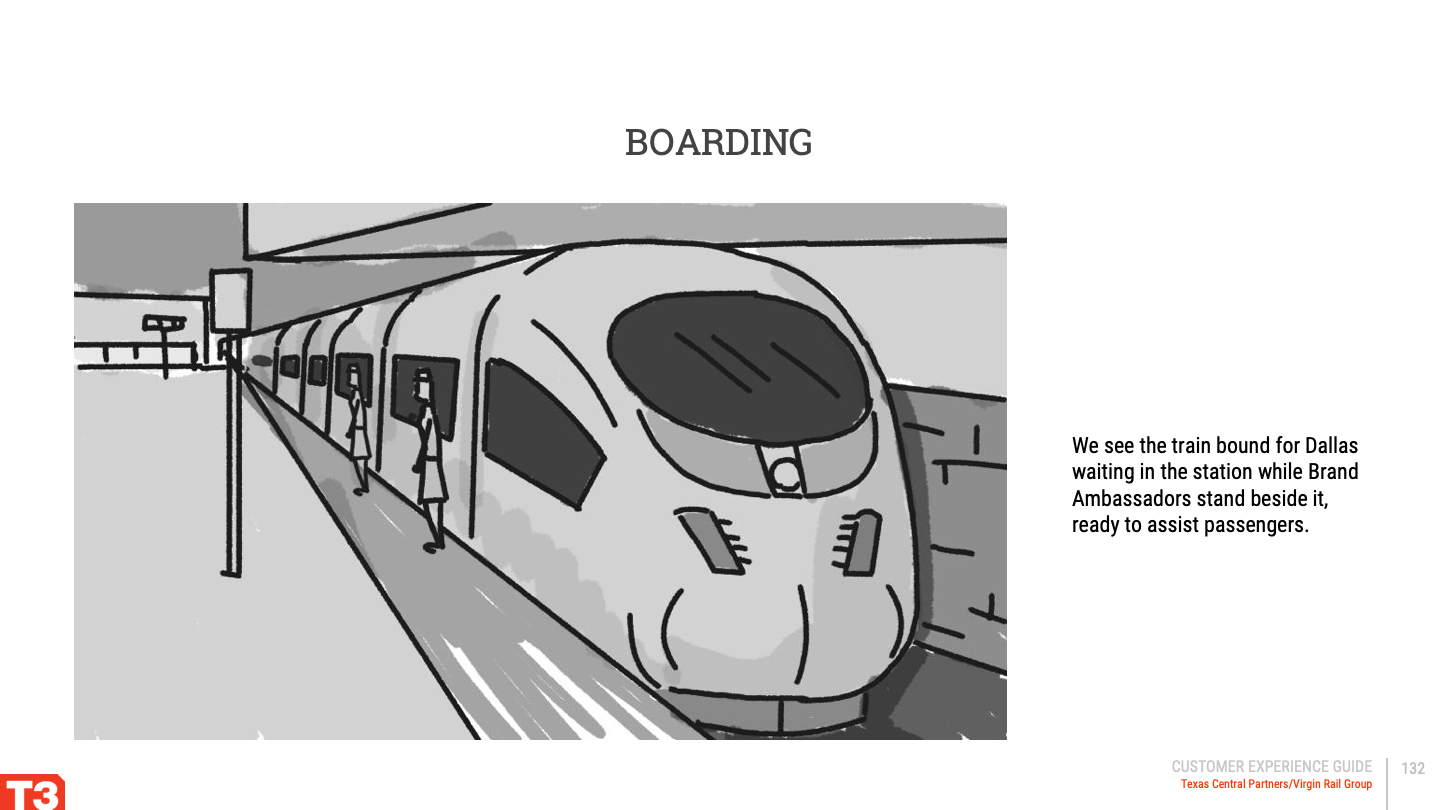 BOARDING
We see the train bound for Dallas
waiting in the station while Brand
Ambassadors stand beside it,
ready to assist passengers.
CUSTOMER EXPERIENCE GUIDE
Texas Central Partners/Virgin Rail Group
132
T3